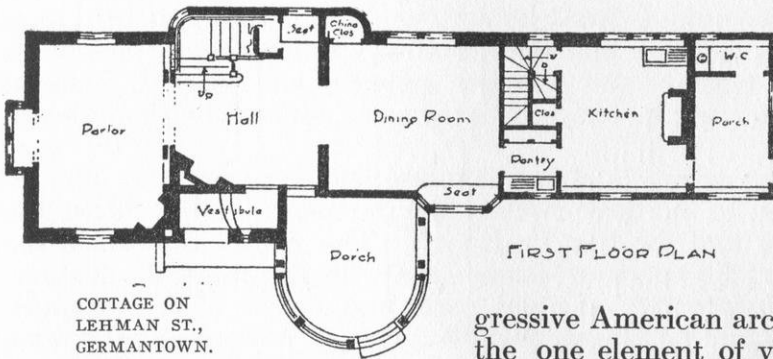 Seat
China
Clos
W.C
Up
Parlor
Hall
Dining Room
Clos
Kitchen
Porch
Pantry
Seat
Vestibule
Porch
FIRST FLOOR PLAN
COTTAGE ON
LEHMAN ST.,
GERMANTOWN.
gressive American arc
the one element of v